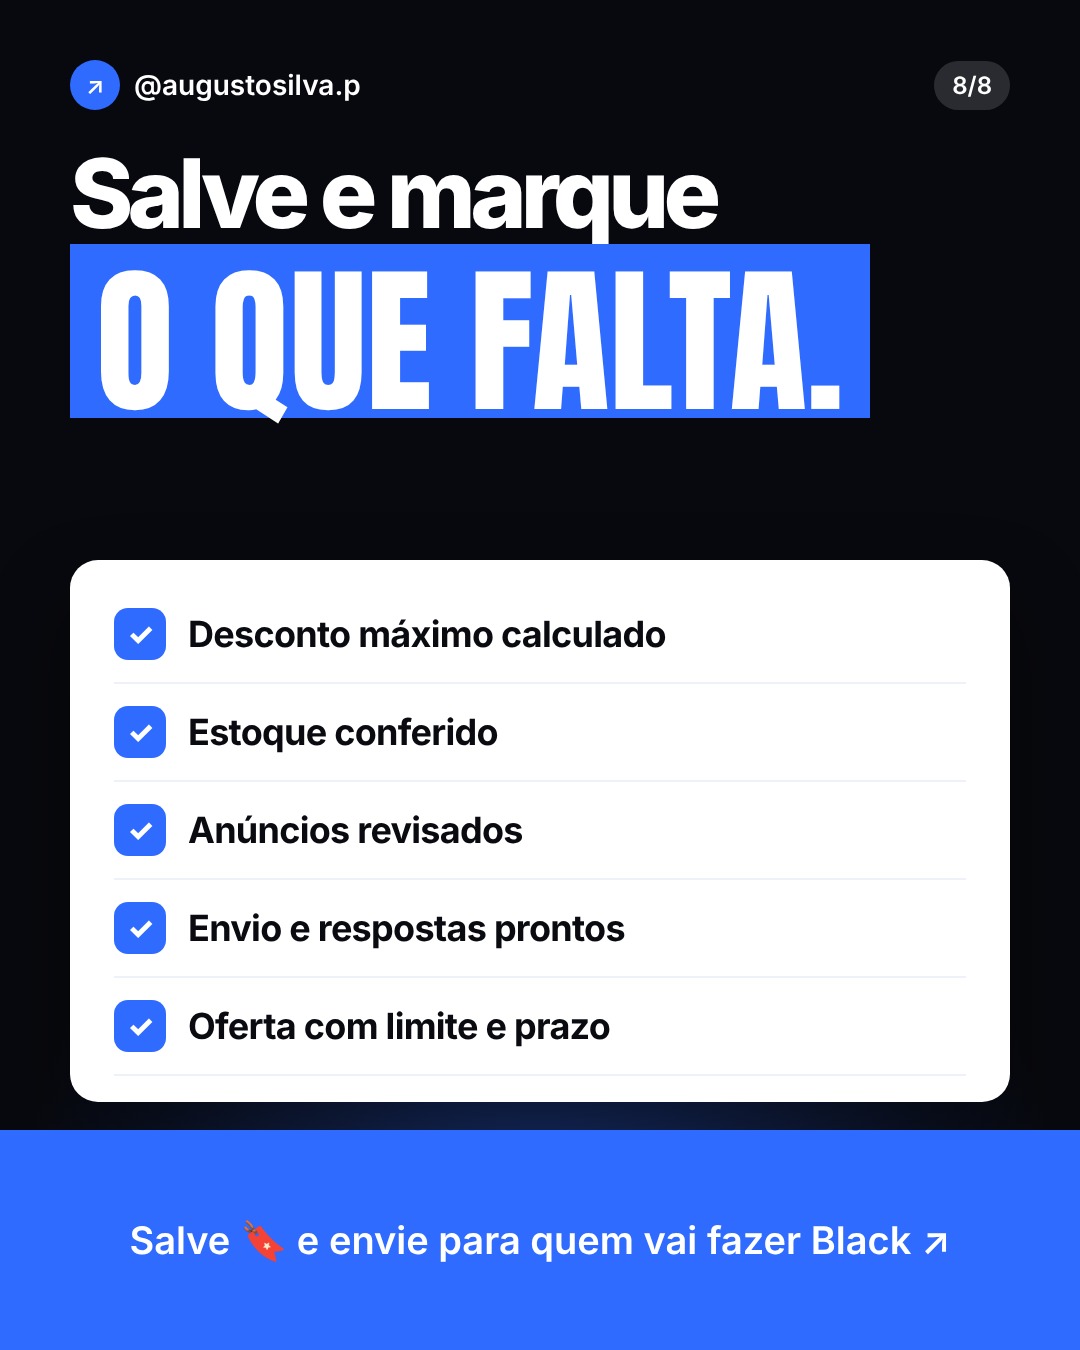 @augustosilva.p
8/8
Salve e marque
O QUE FALTA.
Desconto máximo calculado
Estoque conferido
Anúncios revisados
Envio e respostas prontos
Oferta com limite e prazo
Salve 🔖 e envie para quem vai fazer Black ↗